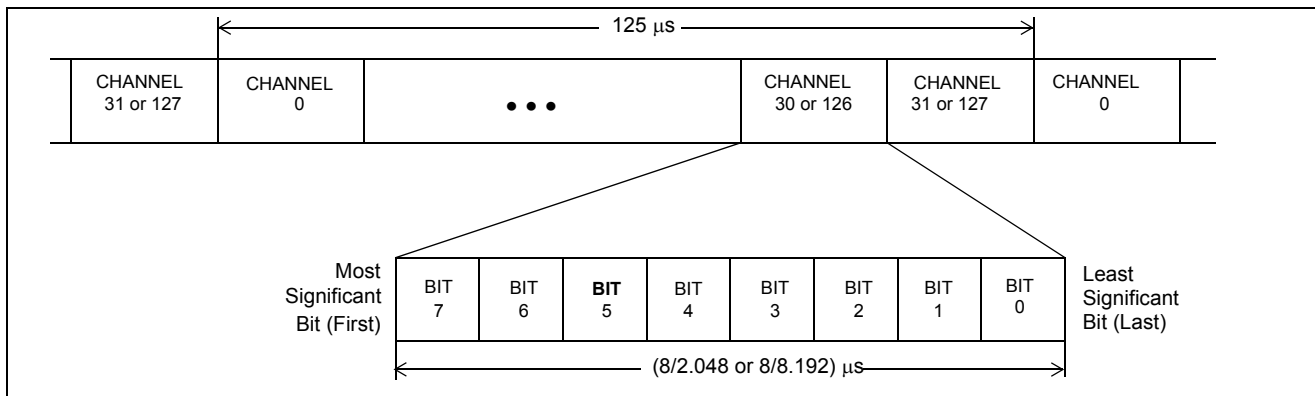 125 μs
CHANNEL
31 or 127
CHANNEL
0
• • •
CHANNEL
30 or 126
CHANNEL
31 or 127
CHANNEL
0
Most
Significant
Bit (First)
BIT
7
BIT
6
BIT
5
BIT
4
BIT
3
BIT
2
BIT
1
BIT
0
Least
Significant
Bit (Last)
(8/2.048 or 8/8.192) μs